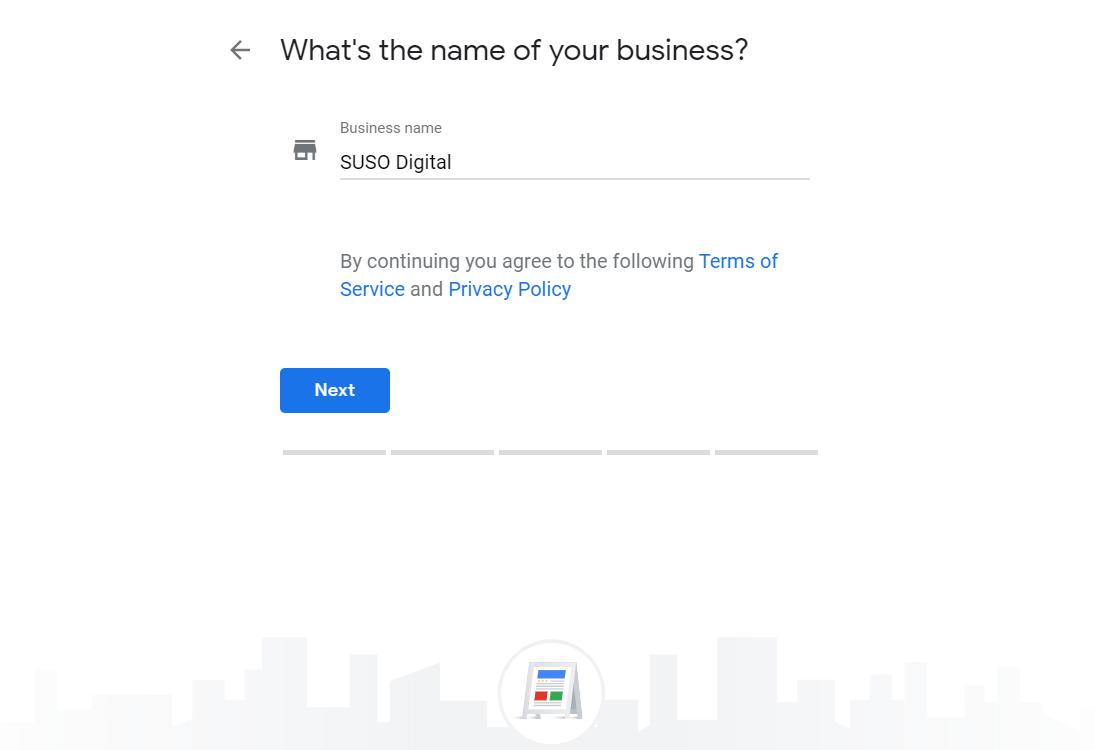 What's the name of your business?
Business name
SUSO Digital
By continuing you agree to the following Terms of
Service and Privacy Policy
Next